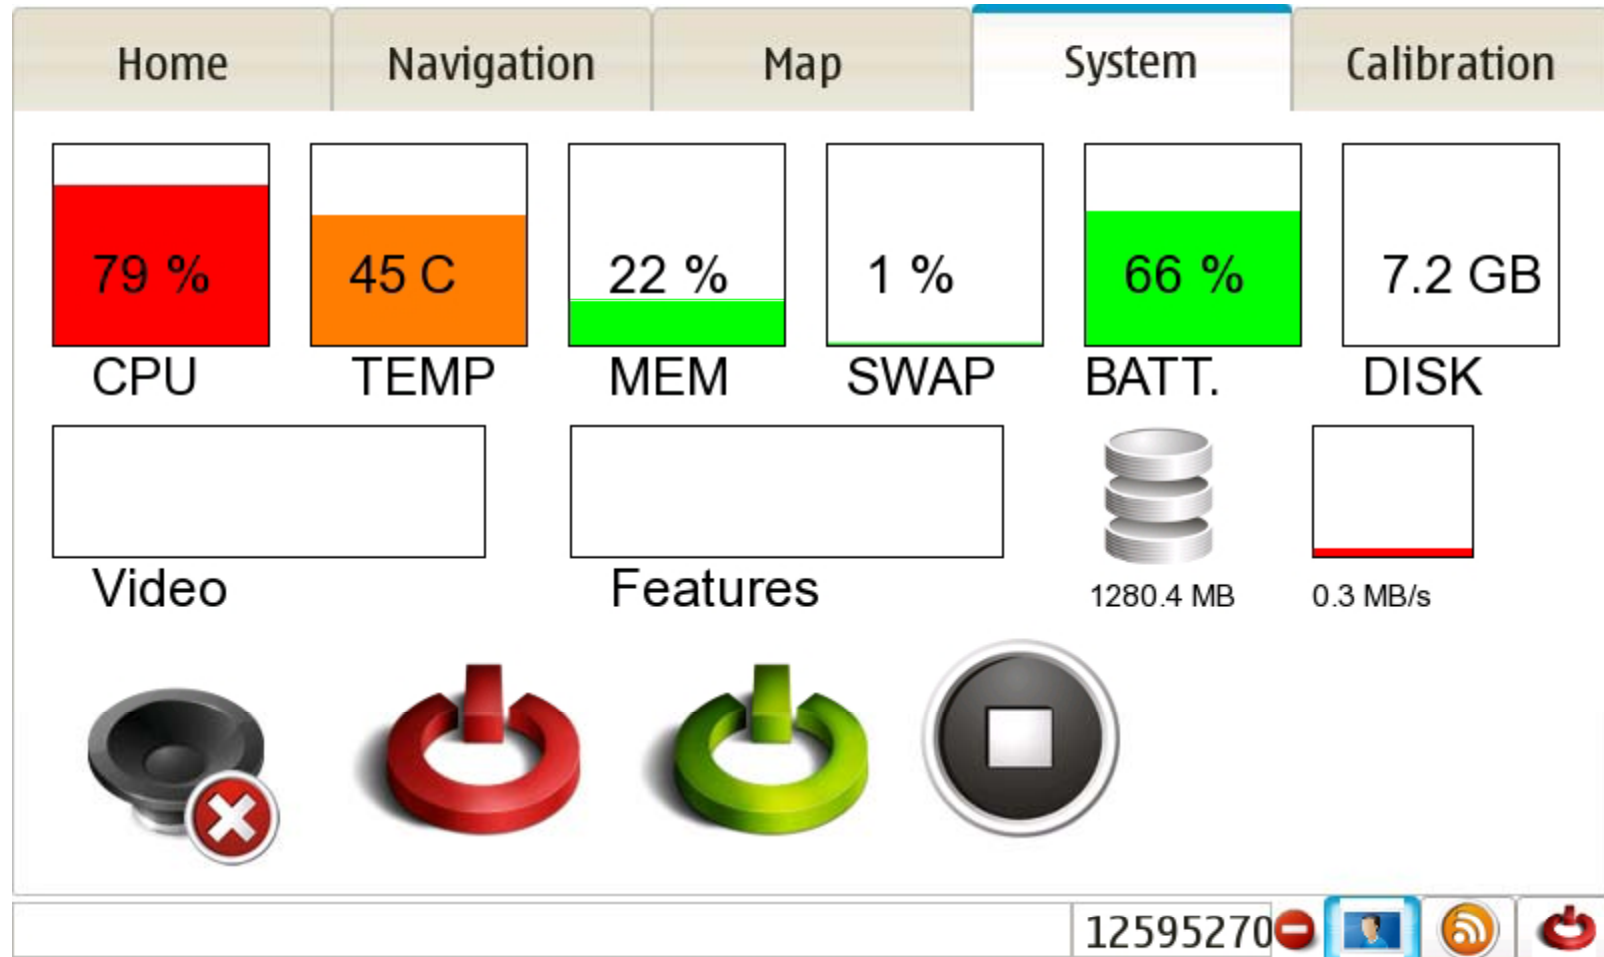 Home Navigation Map System Calibration
79 % 45 C 22 % 1 % 66 % 7.2 GB
CPU TEMP MEM SWAP BATT. DISK
Video Features 1280.4 MB 0.3 MB/s
12595270